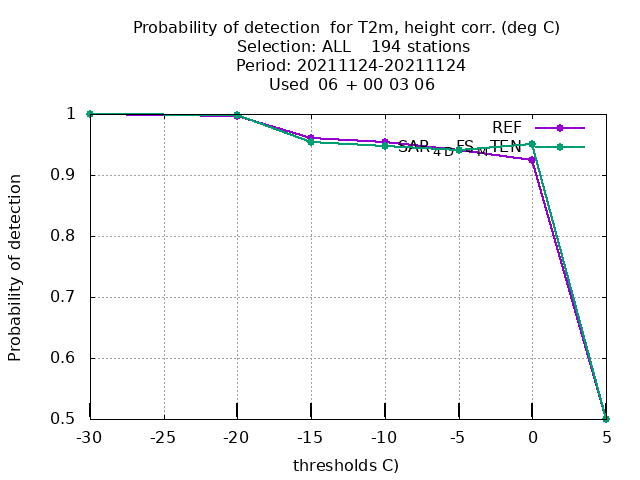 Probability of detection  for T2m, height corr. (deg C)
Selection: ALL    194 stations
Period: 20211124-20211124
Used  06 + 00 03 06
Probability of detection
1
0.9
0.8
0.7
0.6
0.5
REF
SAR_4D_FS_M_TEN
-30 -25 -20 -15 -10 -5 0 5
thresholds C)